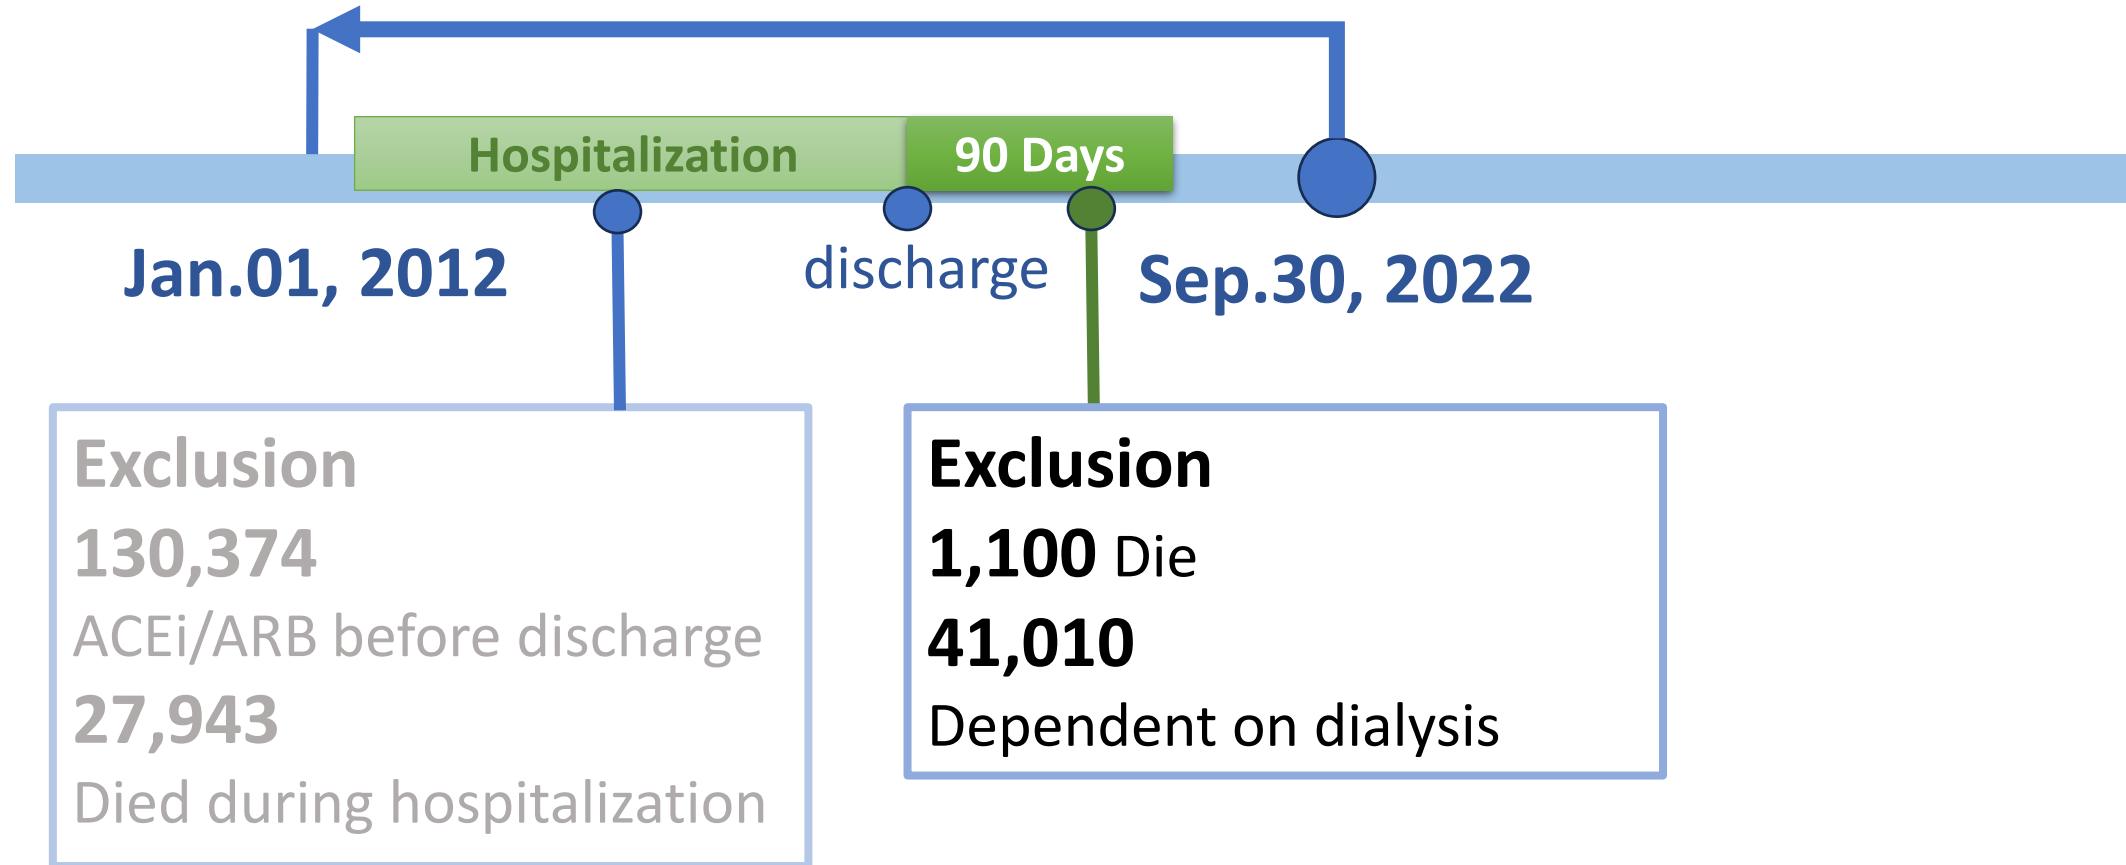 Hospitalization
90 Days
Jan.01, 2012
discharge
Sep.30, 2022
Exclusion
130,374
ACEi/ARB before discharge
27,943
Died during hospitalization
Exclusion
1,100 Die
41,010
Dependent on dialysis